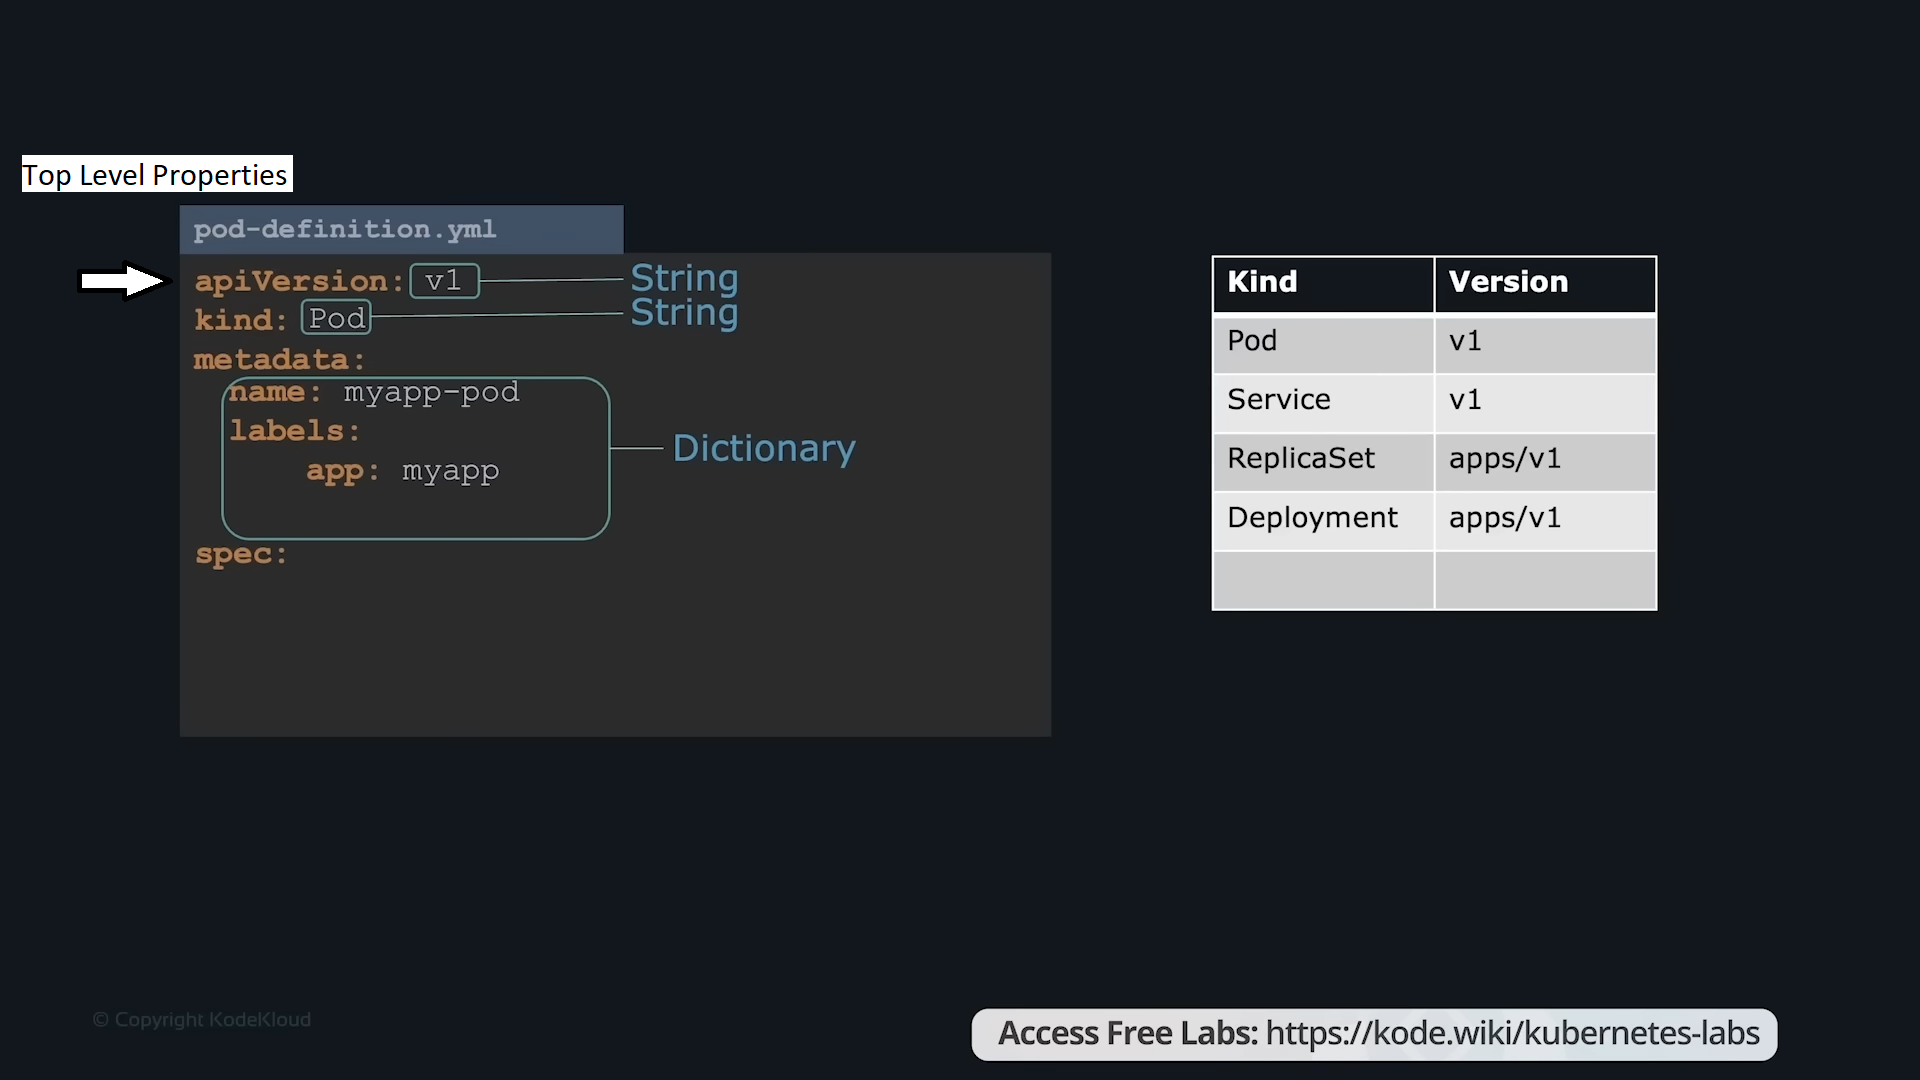 Top Level Properties
pod-definition.yml
apiVersion: v1 String
kind: Pod String
metadata:
name: myapp-pod
labels:
Dictionary
app: myapp
spec:
Kind Version
Pod v1
Service v1
ReplicaSet apps/v1
Deployment apps/v1
© Copyright KodeKloud
Access Free Labs: https://kode.wiki/kubernetes-labs